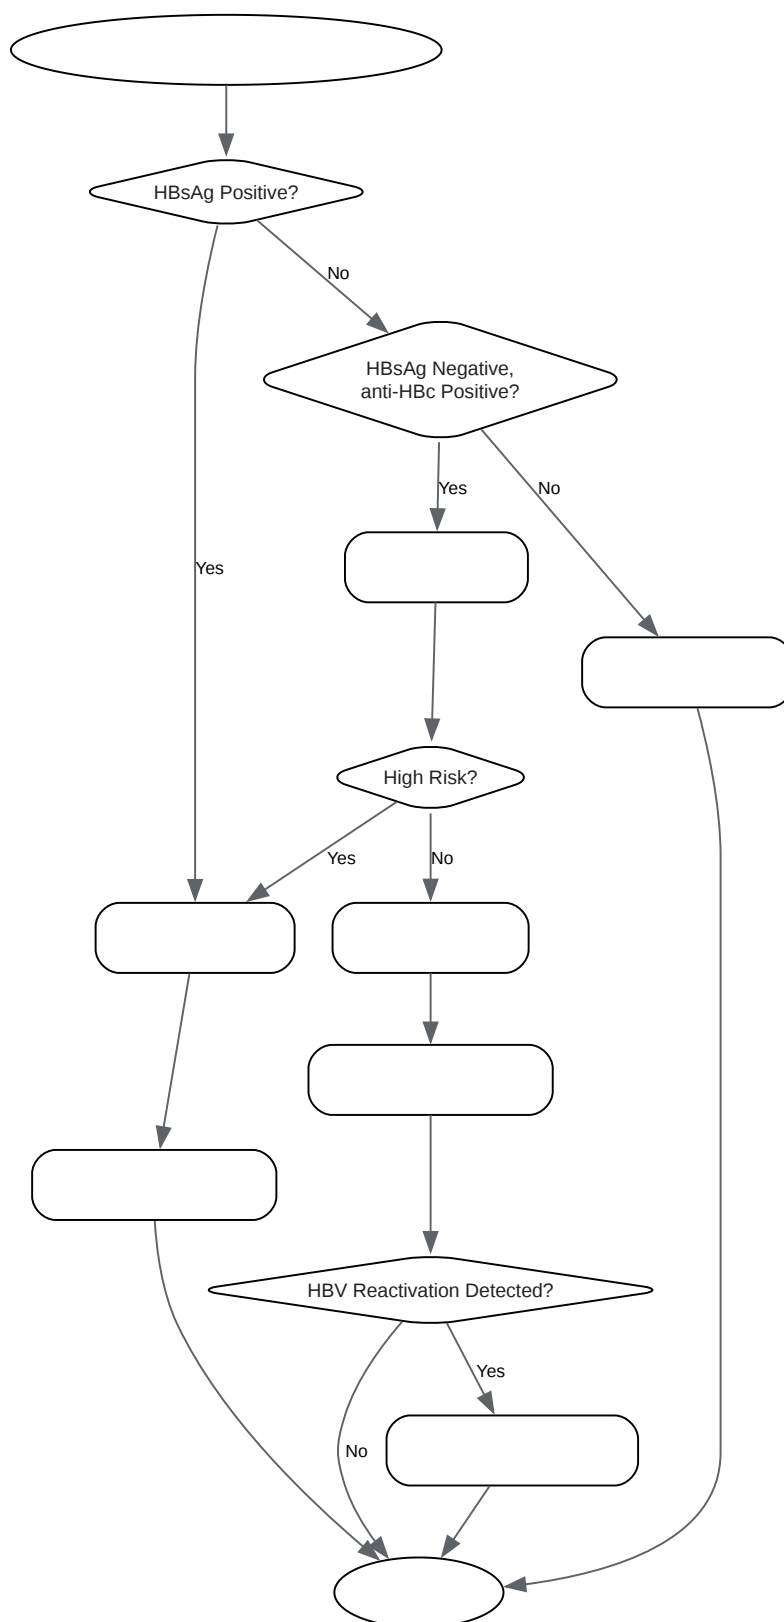 HBsAg Positive?
No
HBsAg Negative,
anti-HBc Positive?
Yes
No
Yes
High Risk?
Yes
No
HBV Reactivation Detected?
Yes
No